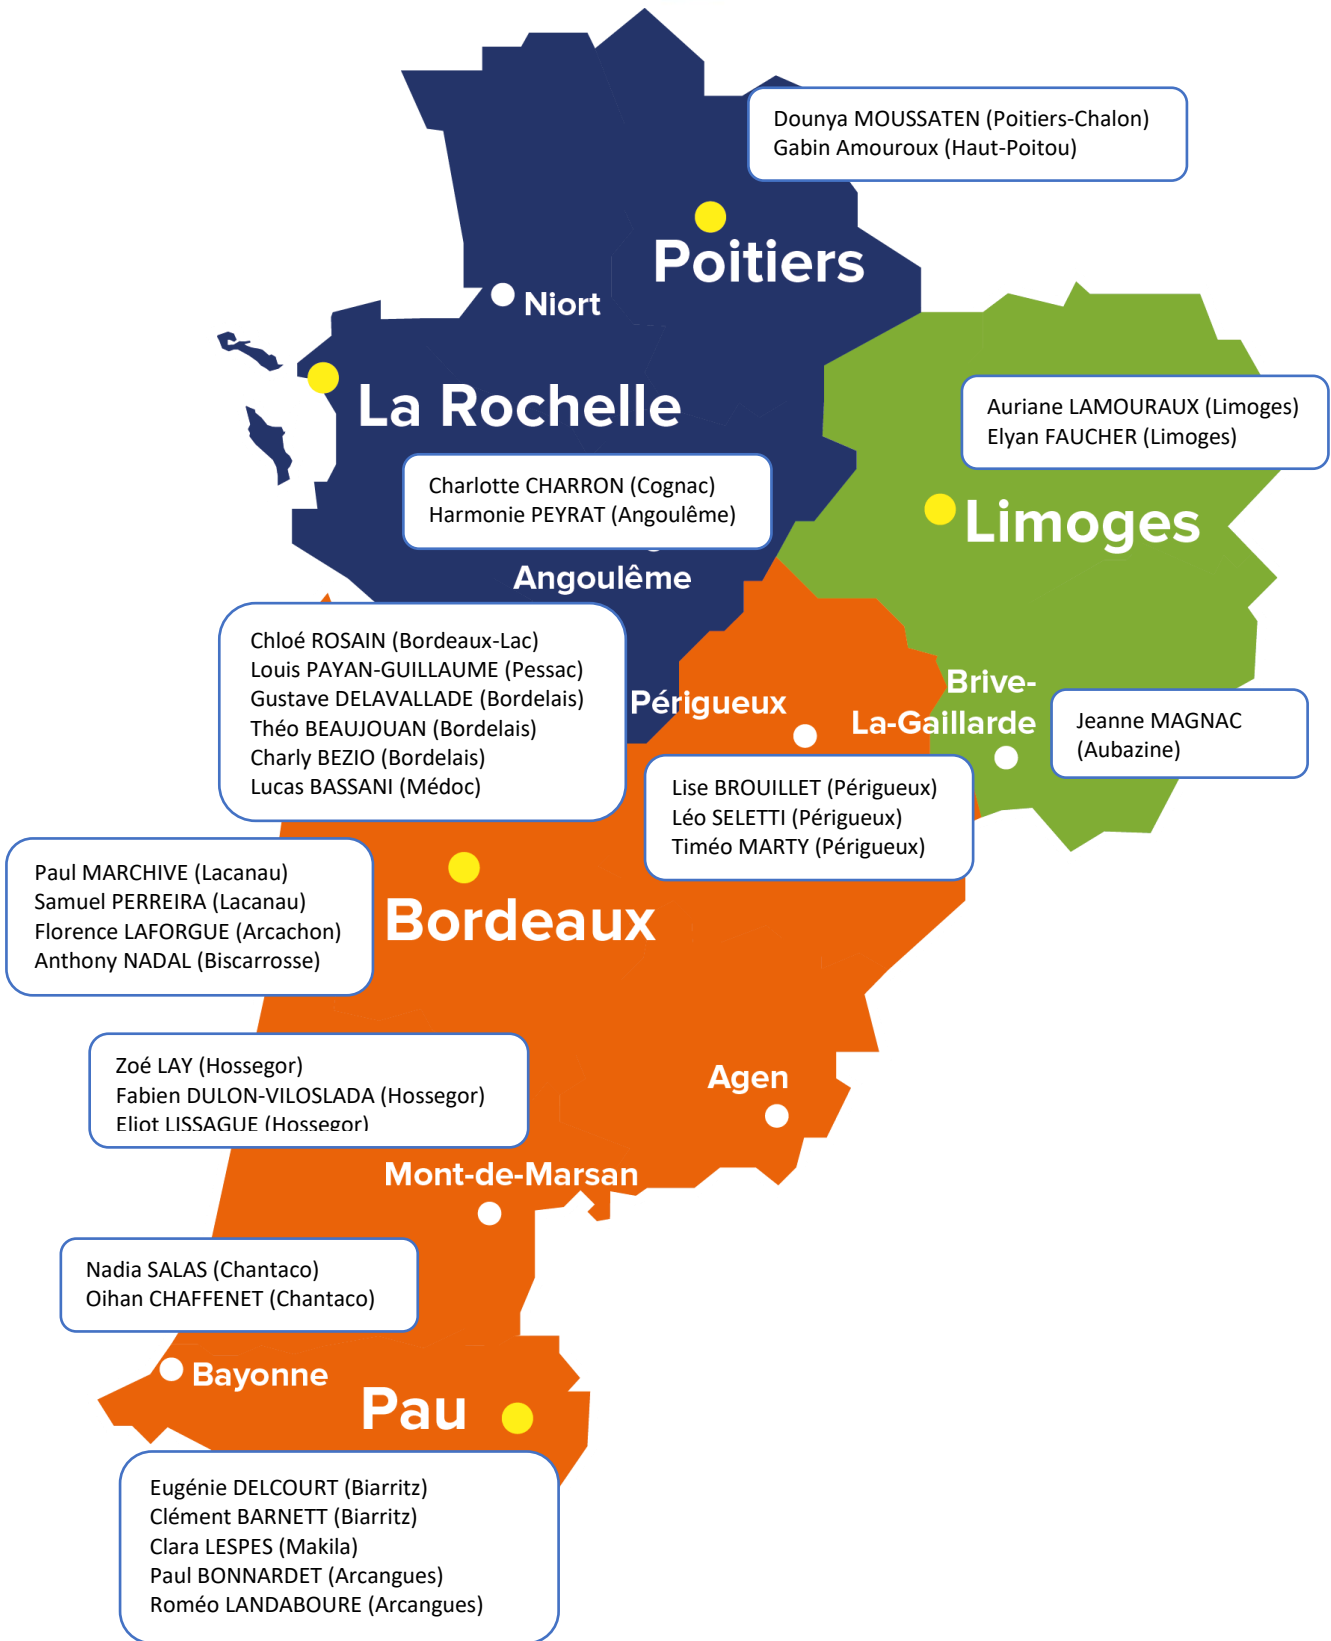 Dounya MOUSSATEN (Poitiers-Chalon)
Gabin Amouroux (Haut-Poitou)
Poitiers
Niort
La Rochelle
Auriane LAMOURAUX (Limoges)
Elyan FAUCHER (Limoges)
Charlotte CHARRON (Cognac)
Harmonie PEYRAT (Angoulême)
Limoges
Angoulême
Chloé ROSAIN (Bordeaux-Lac)
Louis PAYAN-GUILLAUME (Pessac)
Gustave DELAVALLADE (Bordelais)
Théo BEAUJOUAN (Bordelais)
Charly BEZIO (Bordelais)
Lucas BASSANI (Médoc)
Périgueux
Brive-
La-Gaillarde
Jeanne MAGNAC
(Aubazine)
Lise BROUILLET (Périgueux)
Léo SELETTI (Périgueux)
Timéo MARTY (Périgueux)
Paul MARCHIVE (Lacanau)
Samuel PERREIRA (Lacanau)
Florence LAFORGUE (Arcachon)
Anthony NADAL (Biscarrosse)
Bordeaux
Zoé LAY (Hossegor)
Fabien DULON-VILOSLADA (Hossegor)
Eliot LISSAGUE (Hossegor)
Agen
Mont-de-Marsan
Nadia SALAS (Chantaco)
Oihan CHAFFENET (Chantaco)
Bayonne
Pau
Eugénie DELCOURT (Biarritz)
Clément BARNETT (Biarritz)
Clara LESPES (Makila)
Paul BONNARDET (Arcangues)
Roméo LANDABOURE (Arcangues)